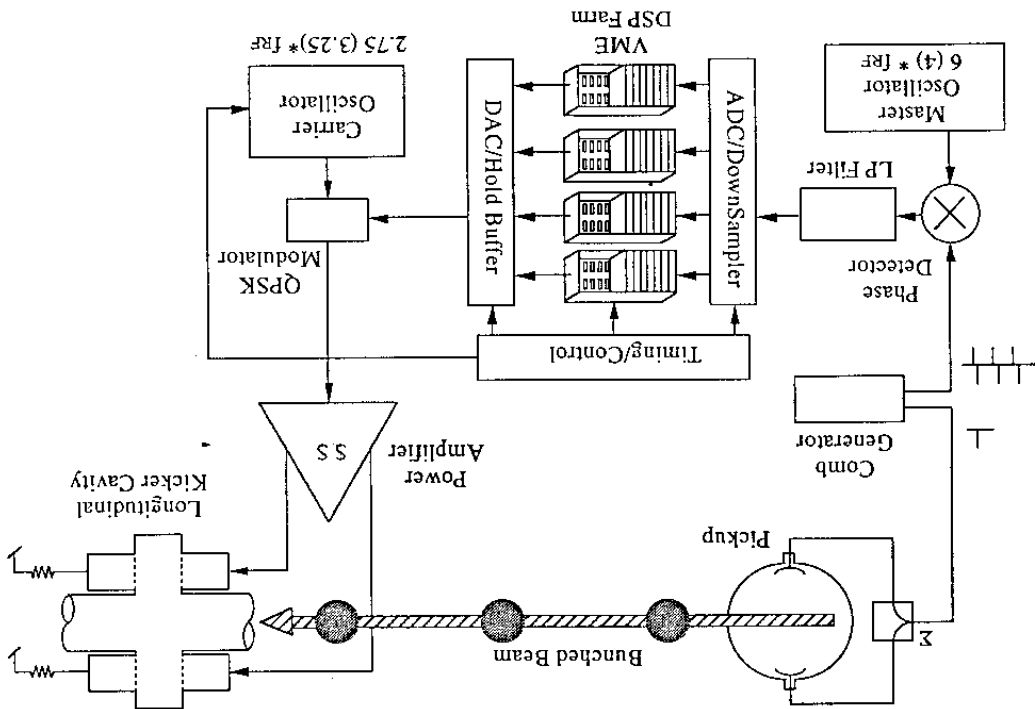 Bunched Beam
Σ
Pickup
Longitudinal
Kicker Cavity
Power
Amplifier
S.S
Comb
Generator
Timing/Control
Phase
Detector
LP Filter
Master
Oscillator
6 (4) * fRF
ADC/DownSampler
VME
DSP Farm
DAC/Hold Buffer
QPSK
Modulator
Carrier
Oscillator
2.75 (3.25)* fRF